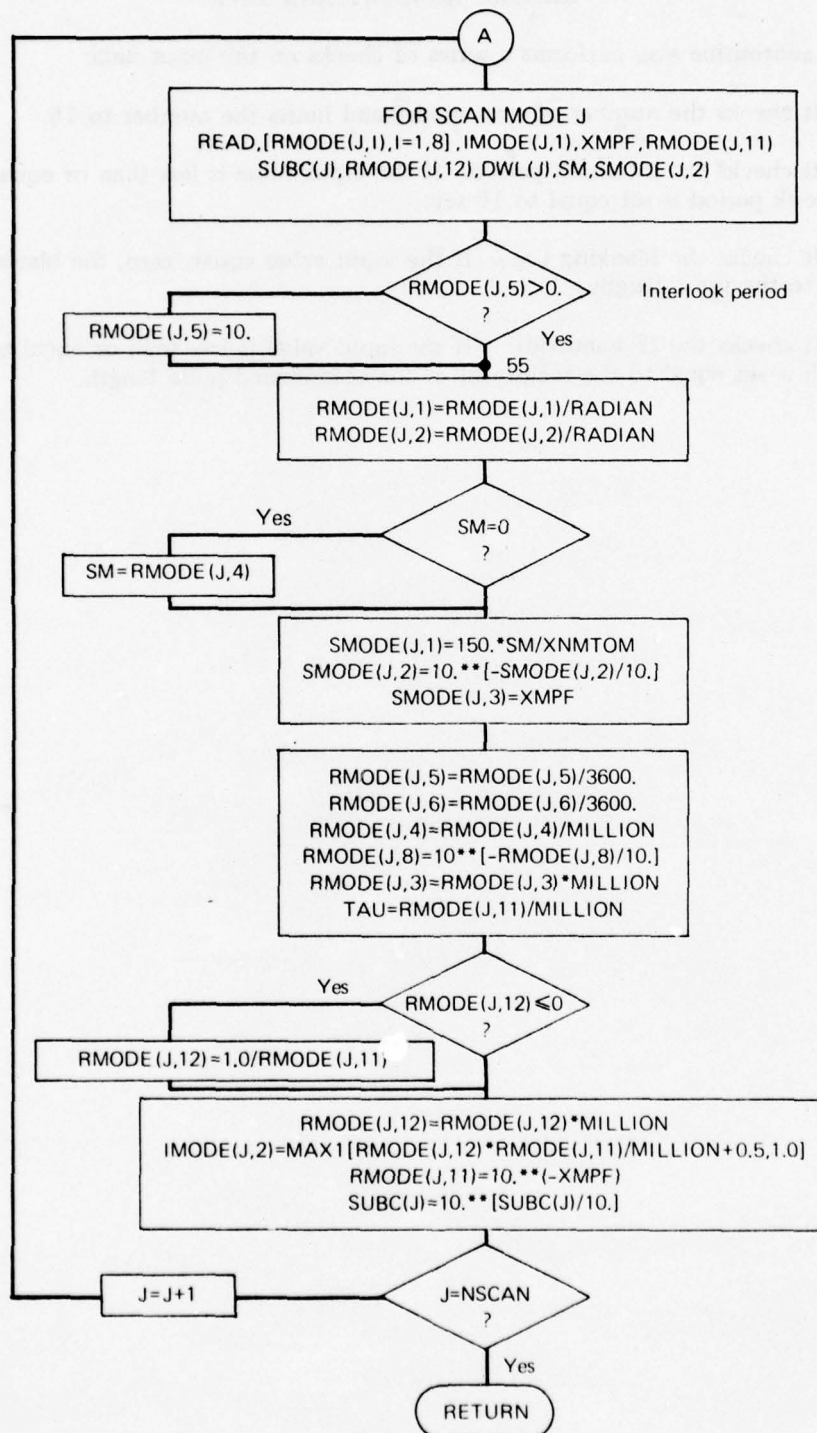 A
FOR SCAN MODE J
READ,[RMODE(J,I),I=1,8],IMODE(J,1),XMPF,RMODE(J,11)
SUBC(J),RMODE(J,12),DWL(J),SM,SMODE(J,2)
RMODE(J,5)>0.
?
Interlook period
RMODE(J,5)=10.
Yes
55
RMODE(J,1)=RMODE(J,1)/RADIAN
RMODE(J,2)=RMODE(J,2)/RADIAN
Yes
SM=0
?
SM=RMODE(J,4)
SMODE(J,1)=150.*SM/XNMTOM
SMODE(J,2)=10.**[-SMODE(J,2)/10.]
SMODE(J,3)=XMPF
RMODE(J,5)=RMODE(J,5)/3600.
RMODE(J,6)=RMODE(J,6)/3600.
RMODE(J,4)=RMODE(J,4)/MILLION
RMODE(J,8)=10**[-RMODE(J,8)/10.]
RMODE(J,3)=RMODE(J,3)*MILLION
TAU=RMODE(J,11)/MILLION
Yes
RMODE(J,12)⩽0
?
RMODE(J,12)=1.0/RMODE(J,11)
RMODE(J,12)=RMODE(J,12)*MILLION
IMODE(J,2)=MAX1[RMODE(J,12)*RMODE(J,11)/MILLION+0.5,1.0]
RMODE(J,11)=10.**(-XMPF)
SUBC(J)=10.**[SUBC(J)/10.]
J=J+1
J=NSCAN
?
Yes
RETURN